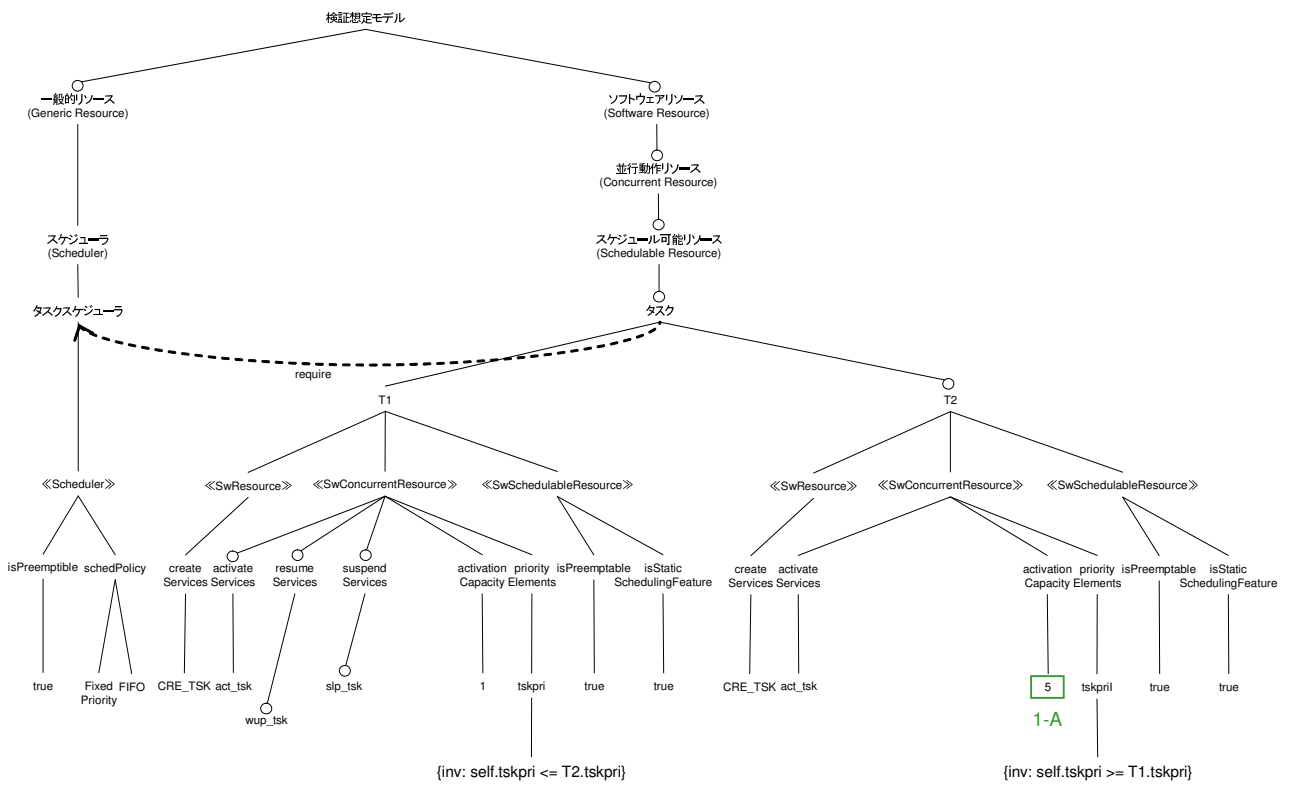 検証想定モデル
一般的リソース
(Generic Resource)
ソフトウェアリソース
(Software Resource)
並行動作リソース
(Concurrent Resource)
スケジューラ
(Scheduler)
スケジュール可能リソース
(Schedulable Resource)
タスクスケジューラ
タスク
require
T1
T2
≪Scheduler≫
≪SwResource≫
≪SwConcurrentResource≫
≪SwSchedulableResource≫
≪SwResource≫
≪SwConcurrentResource≫
≪SwSchedulableResource≫
isPreemptible
schedPolicy
create
Services
activate
Services
resume
Services
suspend
Services
activation
Capacity
priority
Elements
isPreemptable
isStatic
SchedulingFeature
create
Services
activate
Services
activation
Capacity
priority
Elements
isPreemptable
isStatic
SchedulingFeature
true
Fixed
Priority
FIFO
CRE_TSK
act_tsk
wup_tsk
slp_tsk
1
tskpri
true
true
CRE_TSK
act_tsk
5
tskpril
true
true
1-A
{inv: self.tskpri <= T2.tskpri}
{inv: self.tskpri >= T1.tskpri}